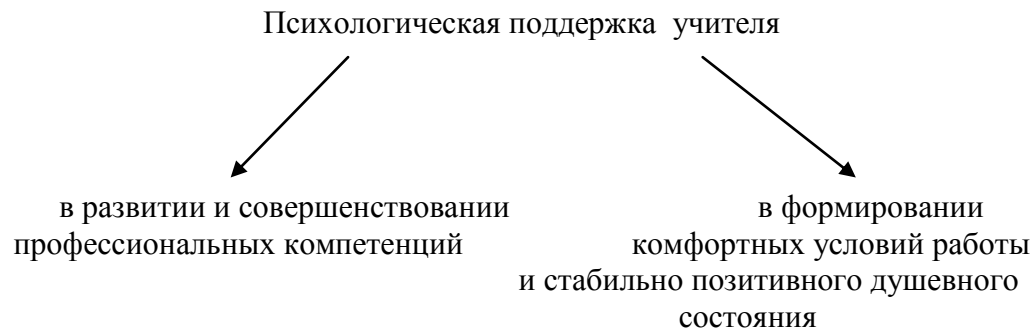 Психологическая поддержка учителя
в развитии и совершенствовании
профессиональных компетенций
в формировании
комфортных условий работы
и стабильно позитивного душевного
состояния